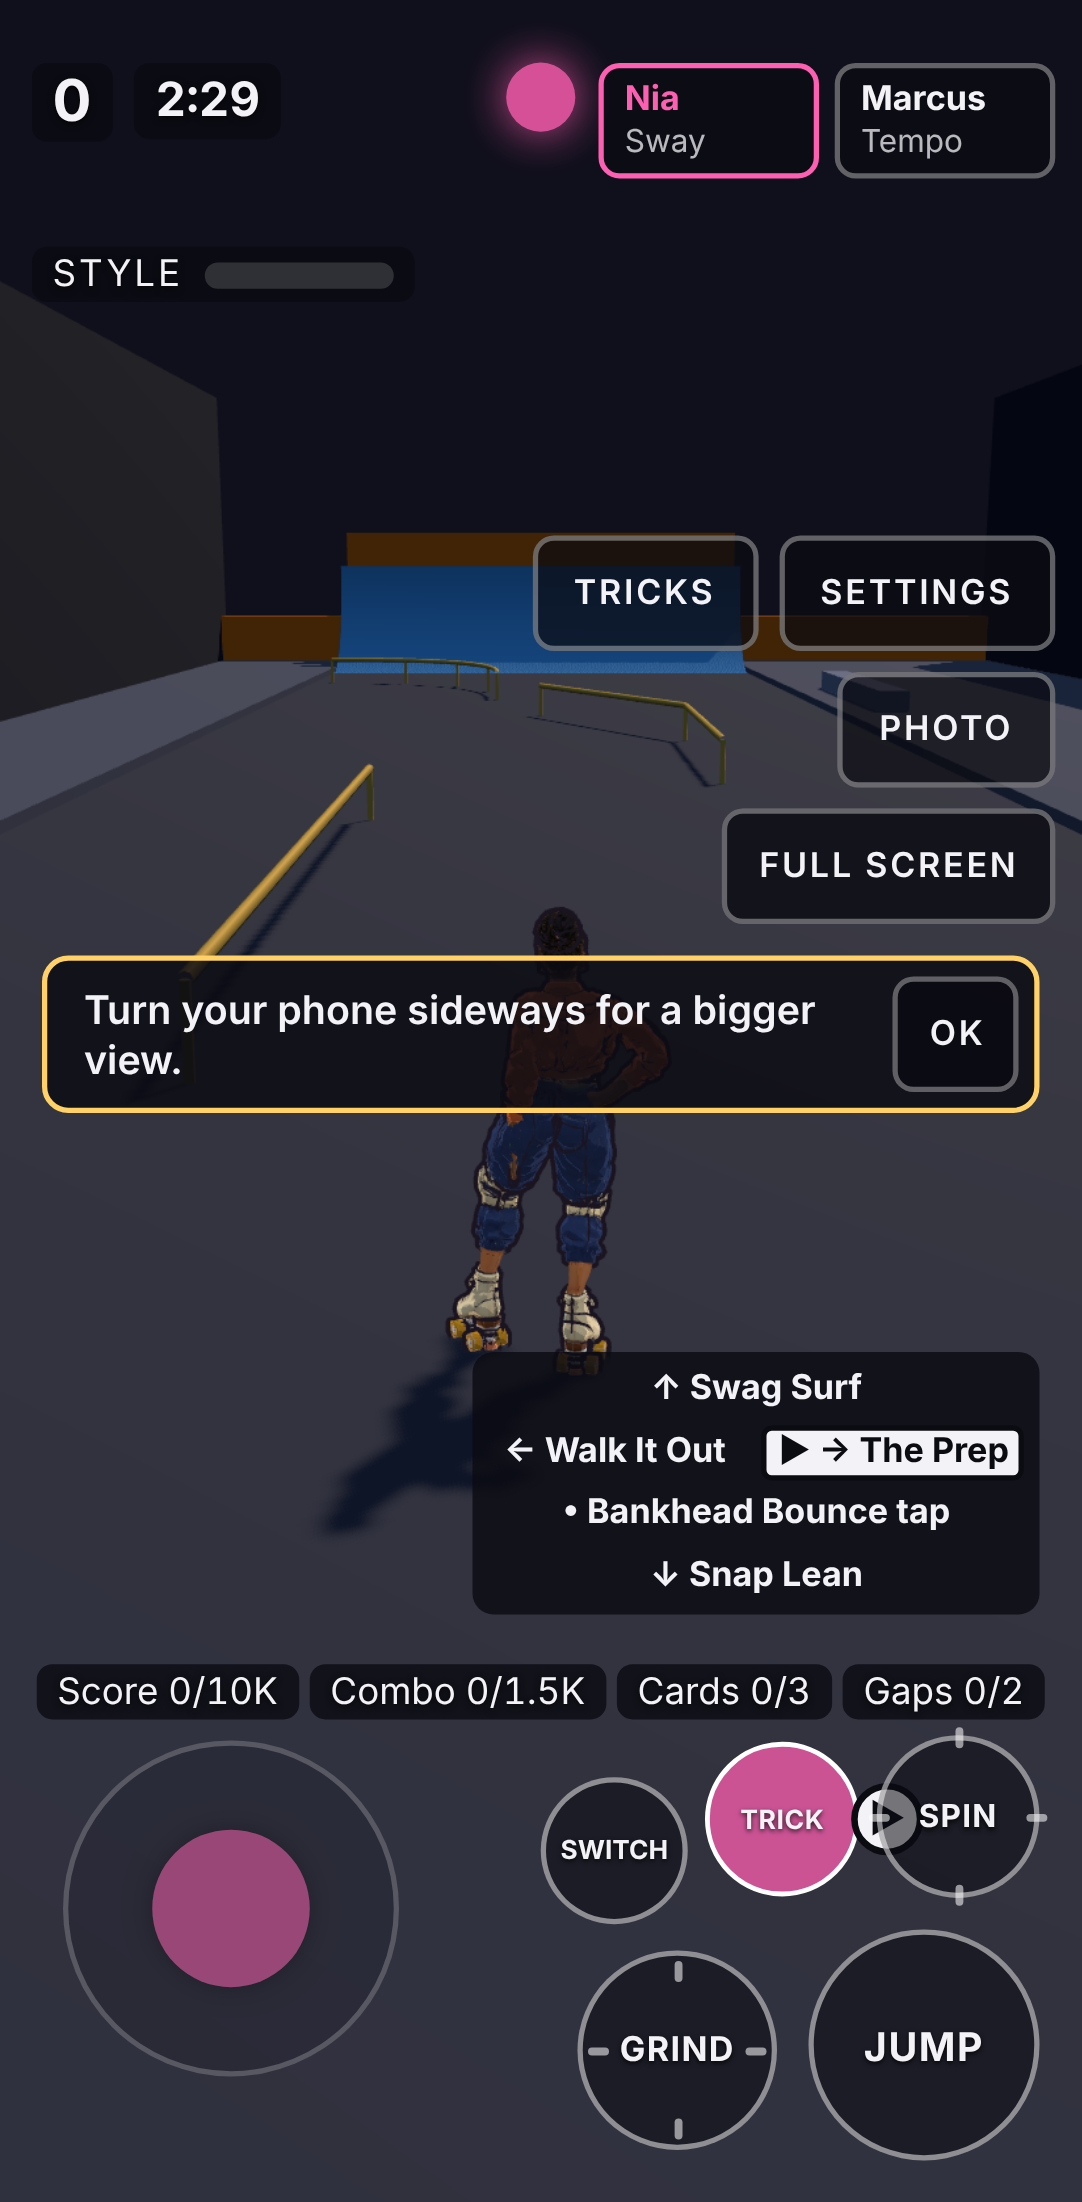 0
2:29
Nia
Sway
Marcus
Tempo
STYLE
TRICKS
SETTINGS
PHOTO
FULL SCREEN
Turn your phone sideways for a bigger
view.
OK
↑ Swag Surf
← Walk It Out
▶ → The Prep
• Bankhead Bounce tap
↓ Snap Lean
Score 0/10K
Combo 0/1.5K
Cards 0/3
Gaps 0/2
SWITCH
TRICK
SPIN
GRIND
JUMP